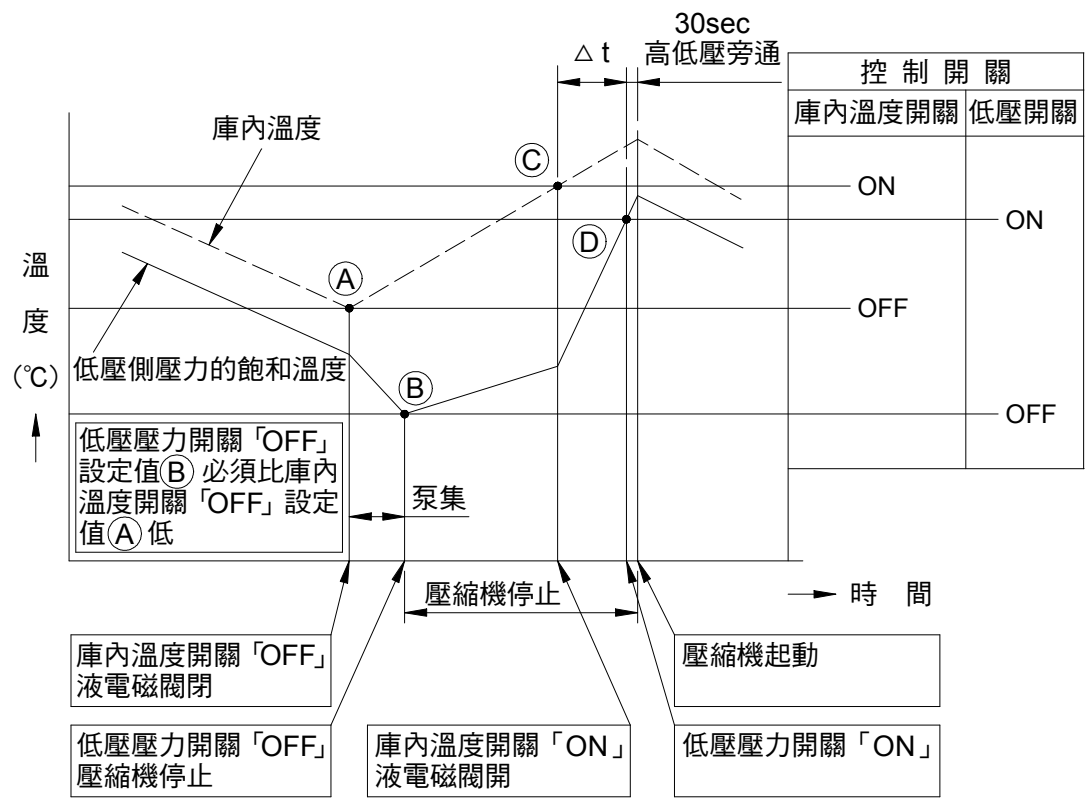 30sec
△ t
高低壓旁通
控制開關
庫內溫度開關
低壓開關
庫內溫度
Ⓒ
ON
Ⓓ
ON
溫
度
(℃)
Ⓐ
OFF
低壓側壓力的飽和溫度
Ⓑ
OFF
低壓壓力開關「OFF」
設定值Ⓑ必須比庫內
溫度開關「OFF」設定
值Ⓐ低
泵集
壓縮機停止
時間
庫內溫度開關「OFF」
液電磁閥閉
壓縮機起動
低壓壓力開關「OFF」
壓縮機停止
庫內溫度開關「ON」
液電磁閥開
低壓壓力開關「ON」